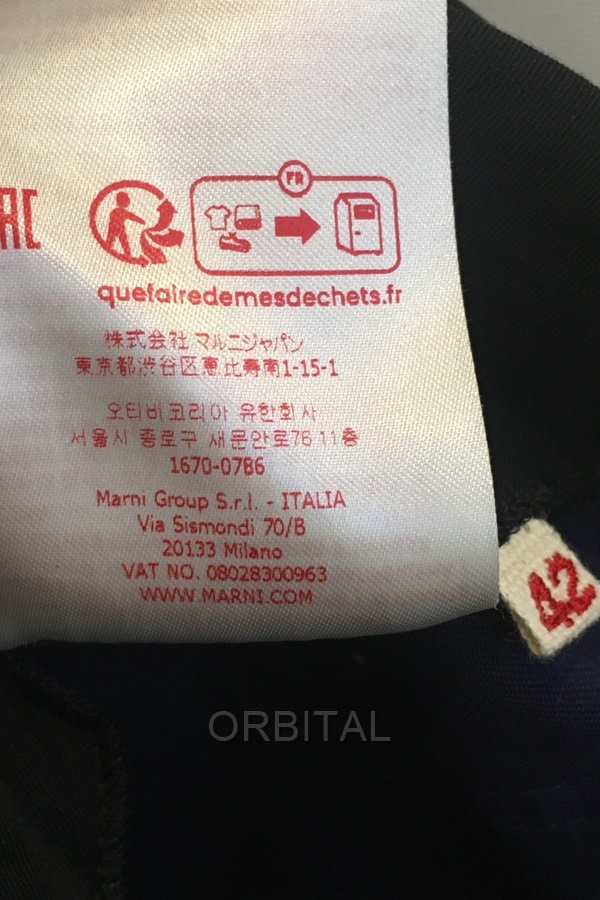 EAC
FR
quefairedemesdechets.fr
株式会社 マルニジャパン
東京都渋谷区恵比寿南1-15-1
오티비코리아 유한회사
서울시 종로구 새문안로76 11층
1670-0786
Marni Group S.r.l. - ITALIA
Via Sismondi 70/B
20133 Milano
VAT NO. 08028300963
WWW.MARNI.COM
42
ORBITAL